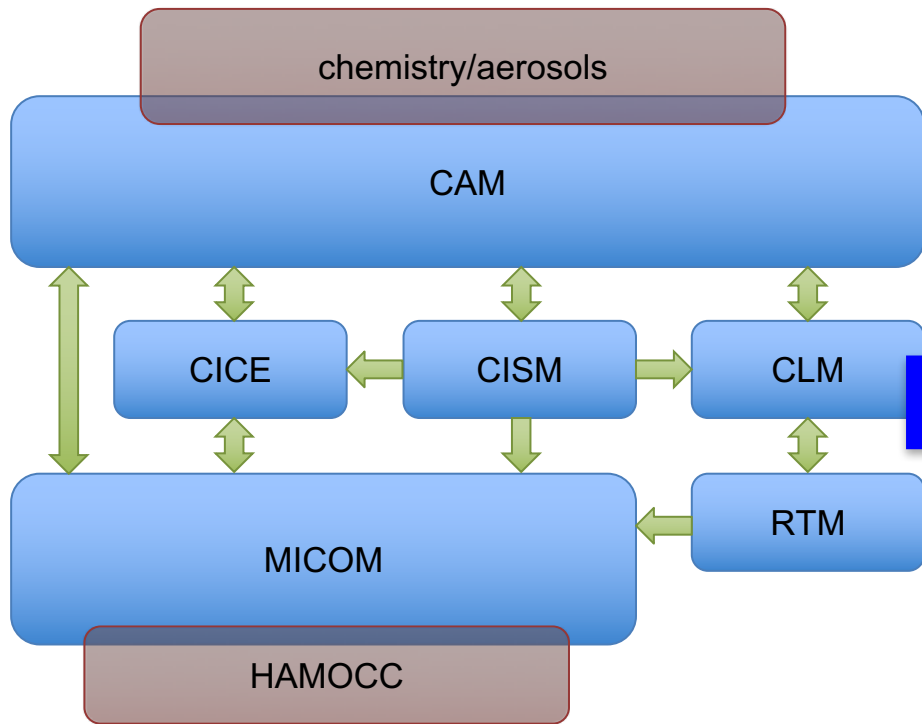 chemistry/aerosols
CAM
CICE
CISM
CLM
MICOM
RTM
HAMOCC